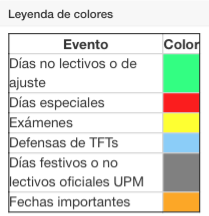 Leyenda de colores
Evento Color
Días no lectivos o de
ajuste
Días especiales
Exámenes
Defensas de TFTs
Días festivos o no
lectivos oficiales UPM
Fechas importantes